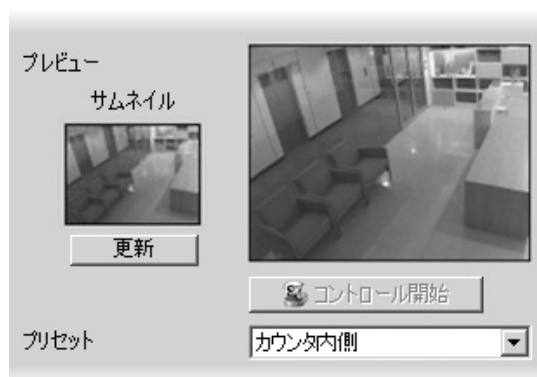 プレビュー
サムネイル
更新
コントロール開始
プリセット
カウンタ内側